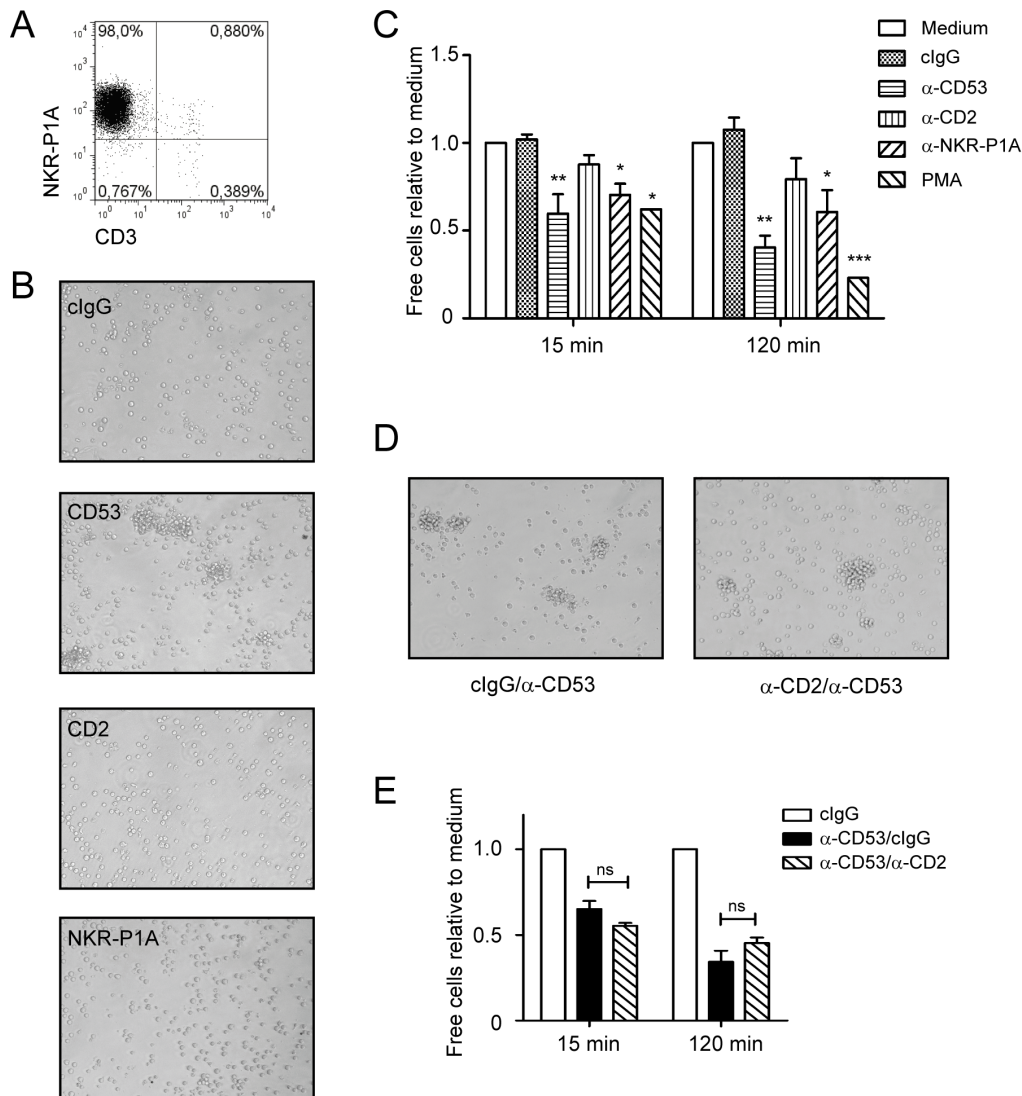 A
98,0%
0,880%
10⁴
10³
10²
10¹
10⁰
0,767%
0,389%
10⁰
10¹
10²
10³
10⁴
NKR-P1A
CD3
B
cIgG
CD53
CD2
NKR-P1A
C
Medium
cIgG
α-CD53
α-CD2
α-NKR-P1A
PMA
Free cells relative to medium
1.5
1.0
0.5
0
**
*
*
**
*
***
15 min
120 min
D
cIgG/α-CD53
α-CD2/α-CD53
E
cIgG
α-CD53/cIgG
α-CD53/α-CD2
Free cells relative to medium
1.0
0.5
0
ns
ns
15 min
120 min